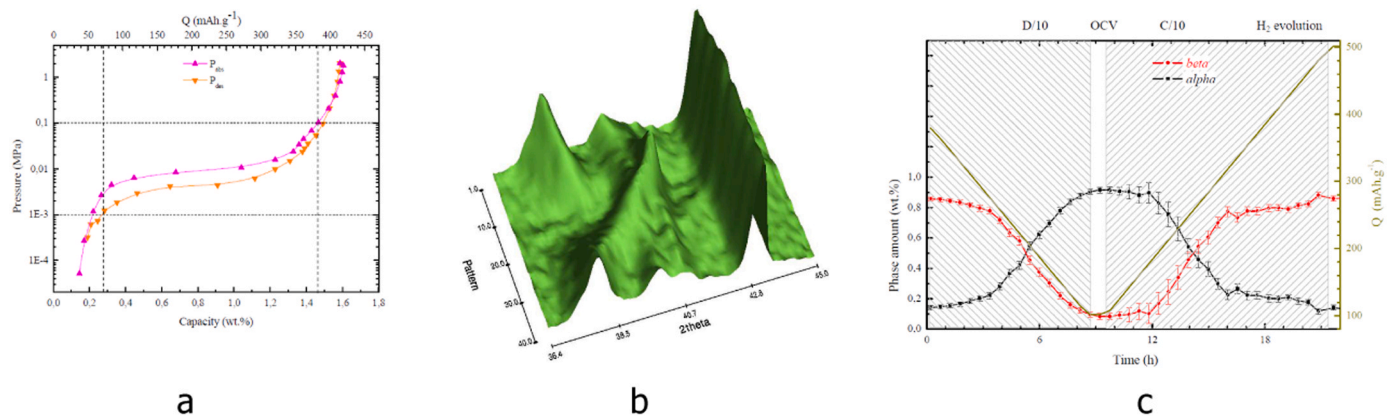 Q (mAh.g-1)
0 50 100 150 200 250 300 350 400 450
P abs
P des
Pressure (MPa)
1
0,1
0,01
1E-3
1E-4
0,0 0,2 0,4 0,6 0,8 1,0 1,2 1,4 1,6 1,8
Capacity (wt.%)
a
1.0
10.0
20.0
30.0
40.0
Pattern
36.4 38.5 40.7 42.8 45.0
2theta
b
D/10 OCV C/10 H2 evolution
beta
alpha
Phase amount (wt.%)
1,0
0,8
0,6
0,4
0,2
0,0
0 6 12 18
Time (h)
500
400
300
200
100
Q (mAh.g-1)
c